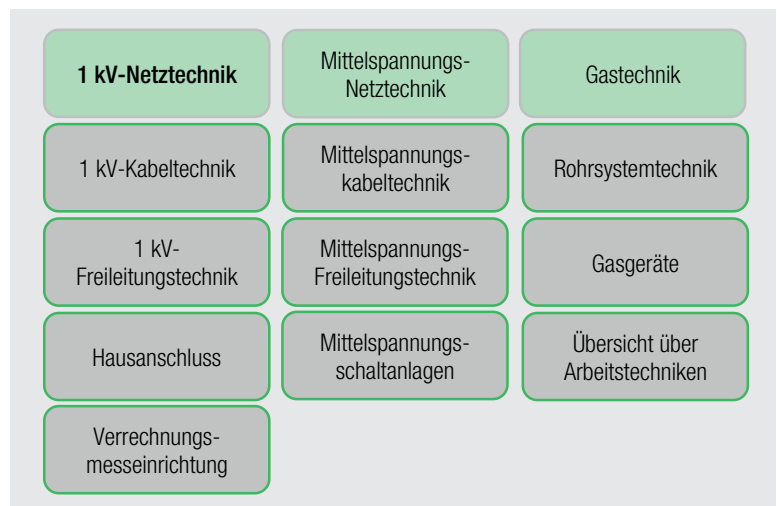 1 kV-Netztechnik
Mittelspannungs-
Netztechnik
Gastechnik
1 kV-Kabeltechnik
Mittelspannungs-
kabeltechnik
Rohrsystemtechnik
1 kV-
Freileitungstechnik
Mittelspannungs-
Freileitungstechnik
Gasgeräte
Hausanschluss
Mittelspannungs-
schaltanlagen
Übersicht über
Arbeitstechniken
Verrechnungs-
messeinrichtung